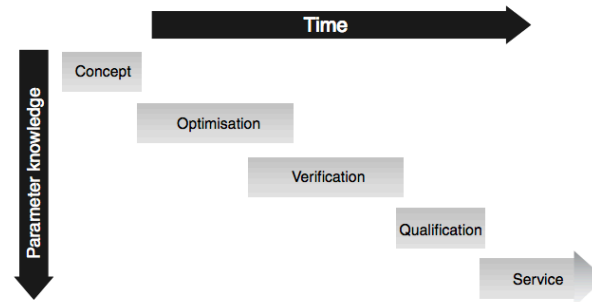 Time
Parameter knowledge
Concept
Optimisation
Verification
Qualification
Service